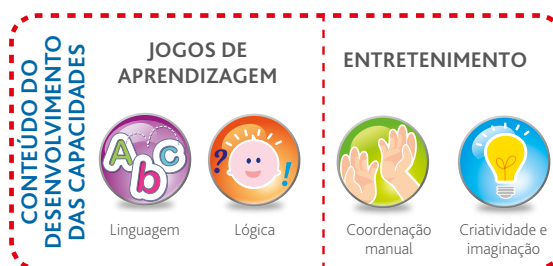 CONTEÚDO DO
DESENVOLVIMENTO
DAS CAPACIDADES
JOGOS DE
APRENDIZAGEM
Abc
Linguagem
? !
Lógica
ENTRETENIMENTO
Coordenação
manual
Criatividade e
imaginação